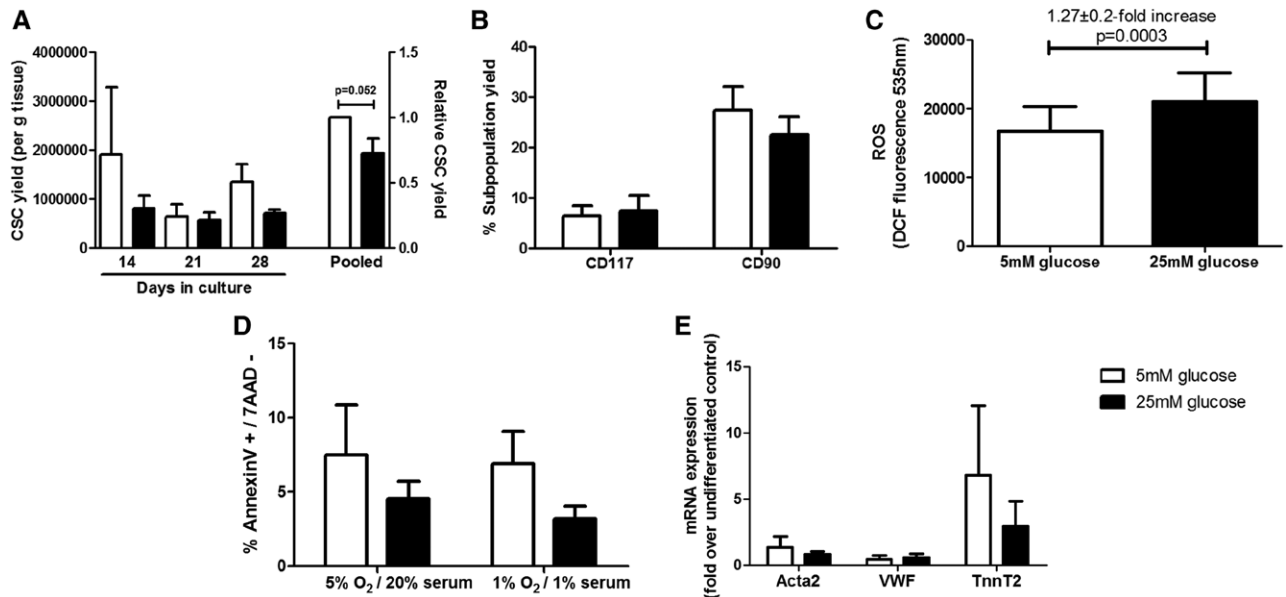 A
CSC yield (per g tissue)
4000000
3000000
2000000
1000000
0
14
21
28
Pooled
Days in culture
p=0.052
1.5
1.0
0.5
0.0
Relative CSC
yield
B
% Subpopulation yield
40
30
20
10
0
CD117
CD90
C
1.27±0.2-fold increase
p=0.0003
ROS
(DCF fluorescence 535nm)
30000
20000
10000
0
5mM glucose
25mM glucose
D
% AnnexinV + / 7AAD -
15
10
5
0
5% O2 / 20% serum
1% O2 / 1% serum
E
mRNA expression
(fold over undifferentiated control)
15
10
5
0
Acta2
VWF
TnnT2
5mM glucose
25mM glucose